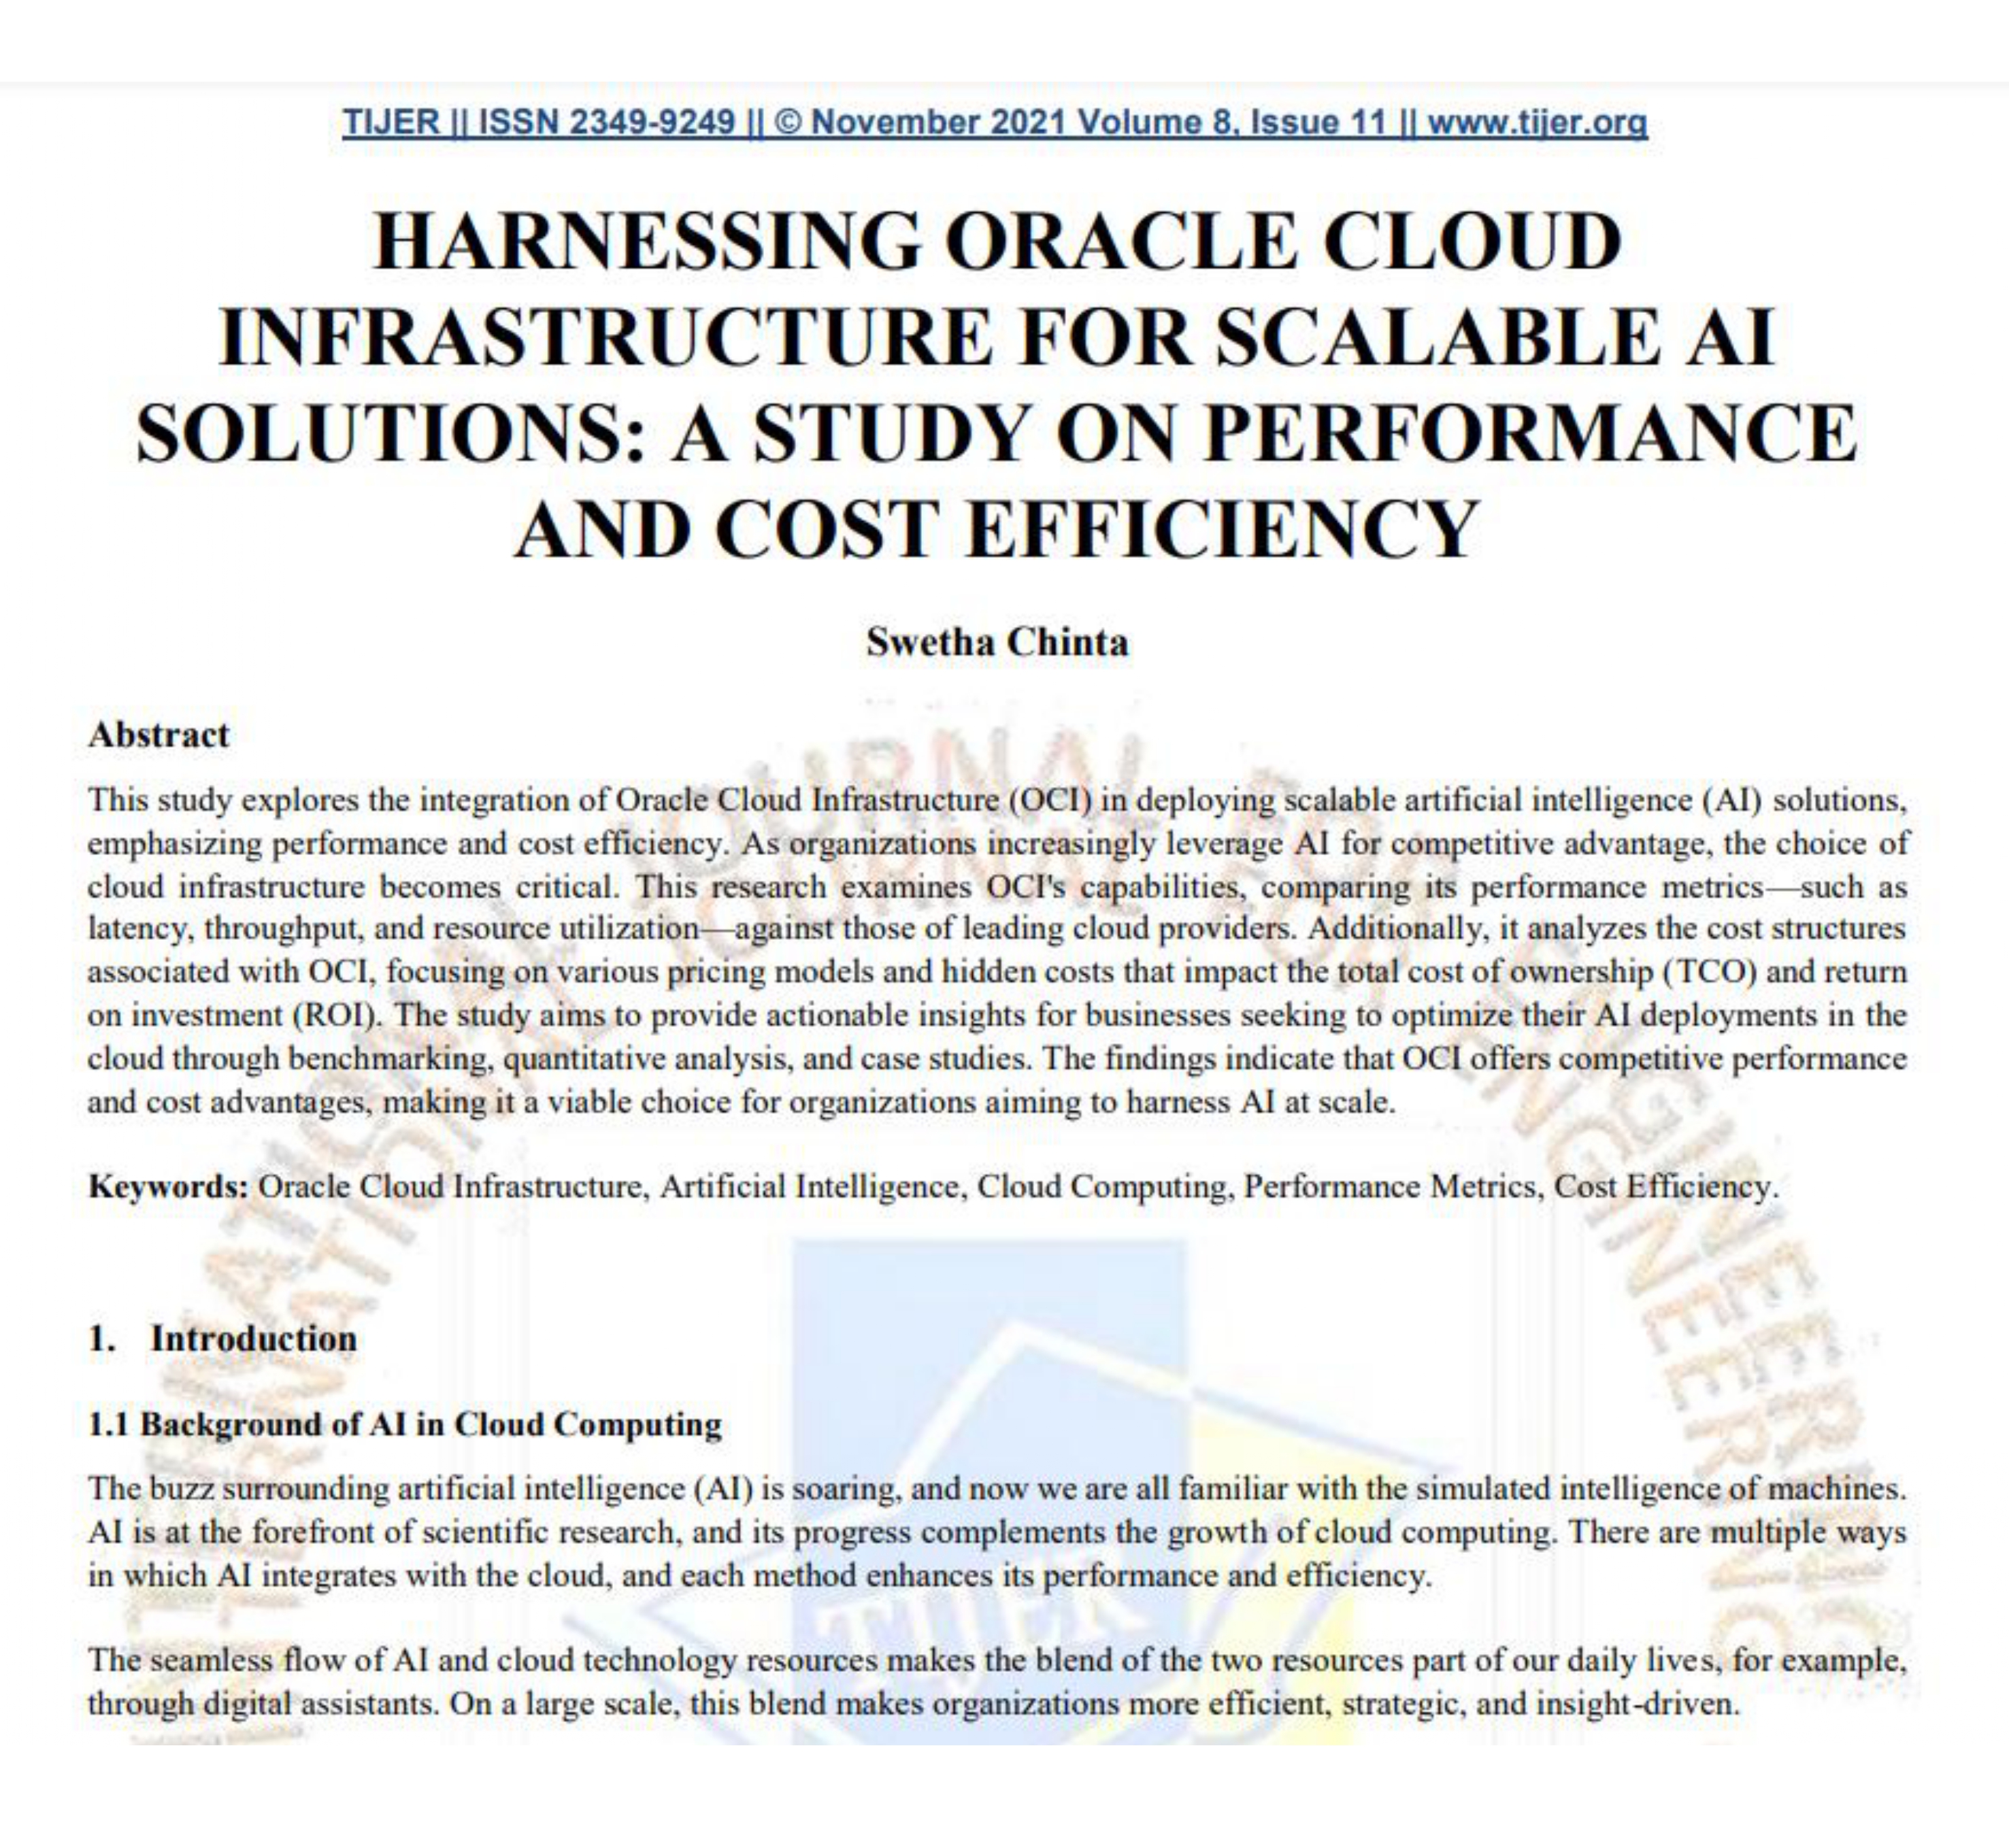 TIJER || ISSN 2349-9249 || © November 2021 Volume 8, Issue 11 || www.tijer.org
HARNESSING ORACLE CLOUD
INFRASTRUCTURE FOR SCALABLE AI
SOLUTIONS: A STUDY ON PERFORMANCE
AND COST EFFICIENCY
Swetha Chinta
Abstract
This study explores the integration of Oracle Cloud Infrastructure (OCI) in deploying scalable artificial intelligence (AI) solutions,
emphasizing performance and cost efficiency. As organizations increasingly leverage AI for competitive advantage, the choice of
cloud infrastructure becomes critical. This research examines OCI's capabilities, comparing its performance metrics—such as
latency, throughput, and resource utilization—against those of leading cloud providers. Additionally, it analyzes the cost structures
associated with OCI, focusing on various pricing models and hidden costs that impact the total cost of ownership (TCO) and return
on investment (ROI). The study aims to provide actionable insights for businesses seeking to optimize their AI deployments in the
cloud through benchmarking, quantitative analysis, and case studies. The findings indicate that OCI offers competitive performance
and cost advantages, making it a viable choice for organizations aiming to harness AI at scale.
Keywords: Oracle Cloud Infrastructure, Artificial Intelligence, Cloud Computing, Performance Metrics, Cost Efficiency.
1. Introduction
1.1 Background of AI in Cloud Computing
The buzz surrounding artificial intelligence (AI) is soaring, and now we are all familiar with the simulated intelligence of machines.
AI is at the forefront of scientific research, and its progress complements the growth of cloud computing. There are multiple ways
in which AI integrates with the cloud, and each method enhances its performance and efficiency.
TIJER
The seamless flow of AI and cloud technology resources makes the blend of the two resources part of our daily lives, for example,
through digital assistants. On a large scale, this blend makes organizations more efficient, strategic, and insight-driven.
INTERNATIONAL JOURNAL FOR ENGINEERING